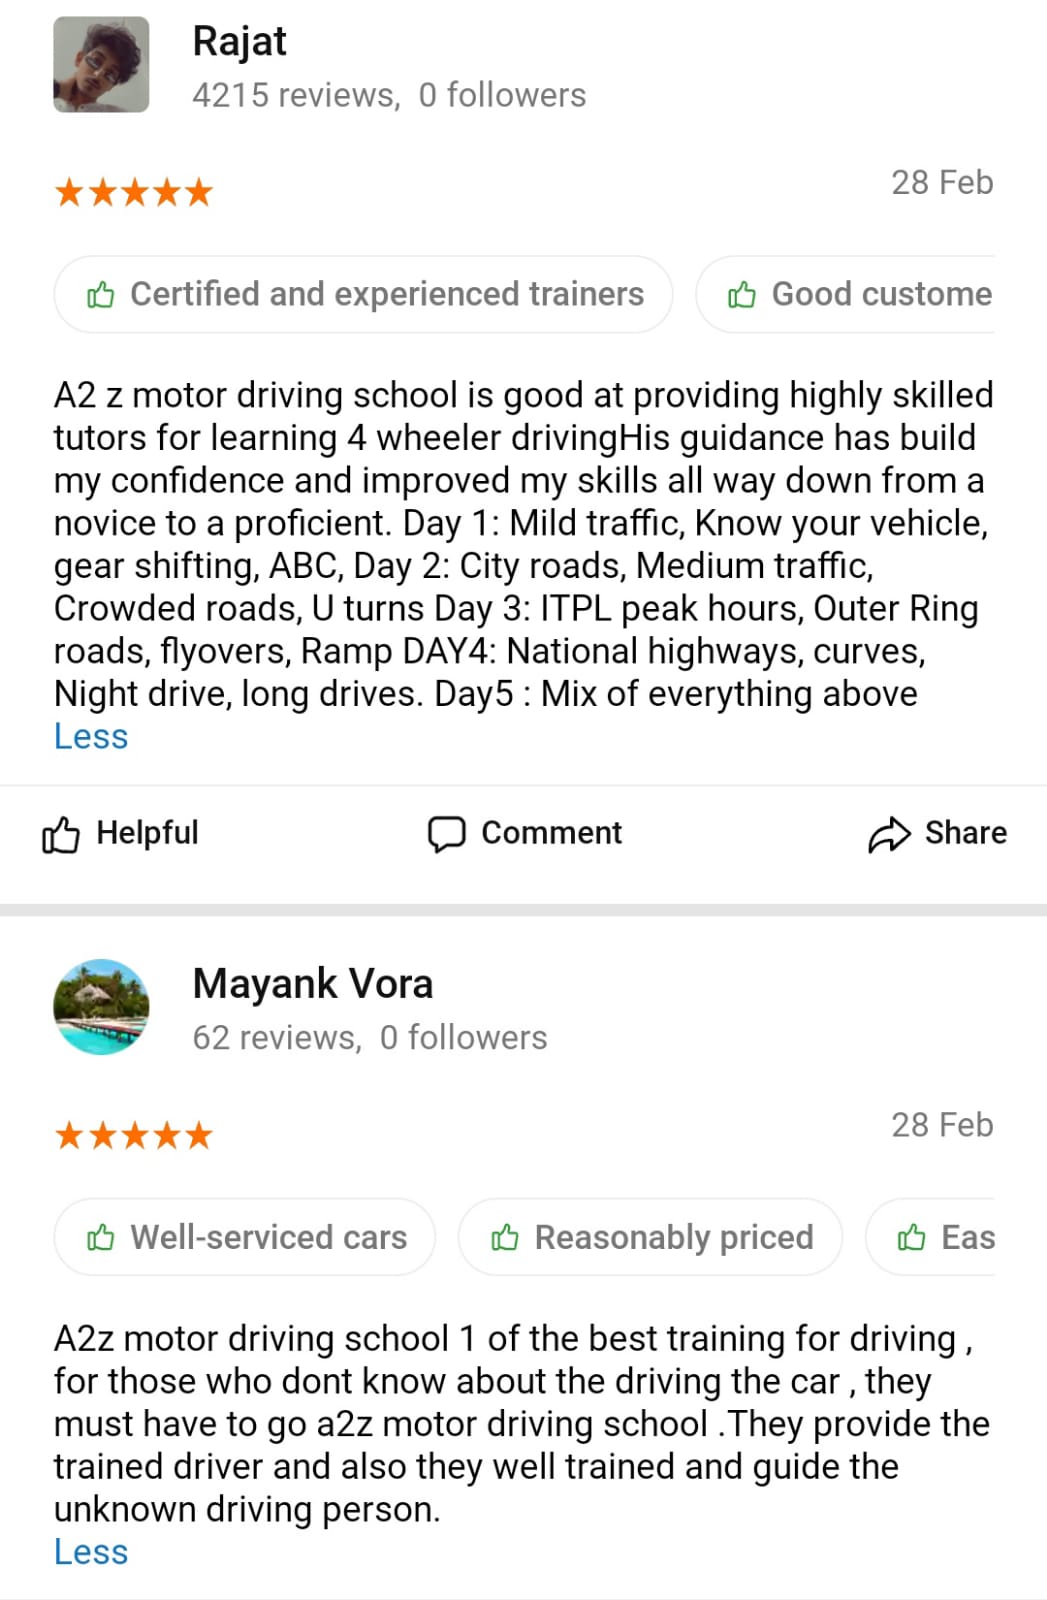 Rajat
4215 reviews, 0 followers
28 Feb
Certified and experienced trainers
Good custome
A2 z motor driving school is good at providing highly skilled
tutors for learning 4 wheeler drivingHis guidance has build
my confidence and improved my skills all way down from a
novice to a proficient. Day 1: Mild traffic, Know your vehicle,
gear shifting, ABC, Day 2: City roads, Medium traffic,
Crowded roads, U turns Day 3: ITPL peak hours, Outer Ring
roads, flyovers, Ramp DAY4: National highways, curves,
Night drive, long drives. Day5 : Mix of everything above
Less
Helpful
Comment
Share
Mayank Vora
62 reviews, 0 followers
28 Feb
Well-serviced cars
Reasonably priced
Eas
A2z motor driving school 1 of the best training for driving ,
for those who dont know about the driving the car , they
must have to go a2z motor driving school .They provide the
trained driver and also they well trained and guide the
unknown driving person.
Less